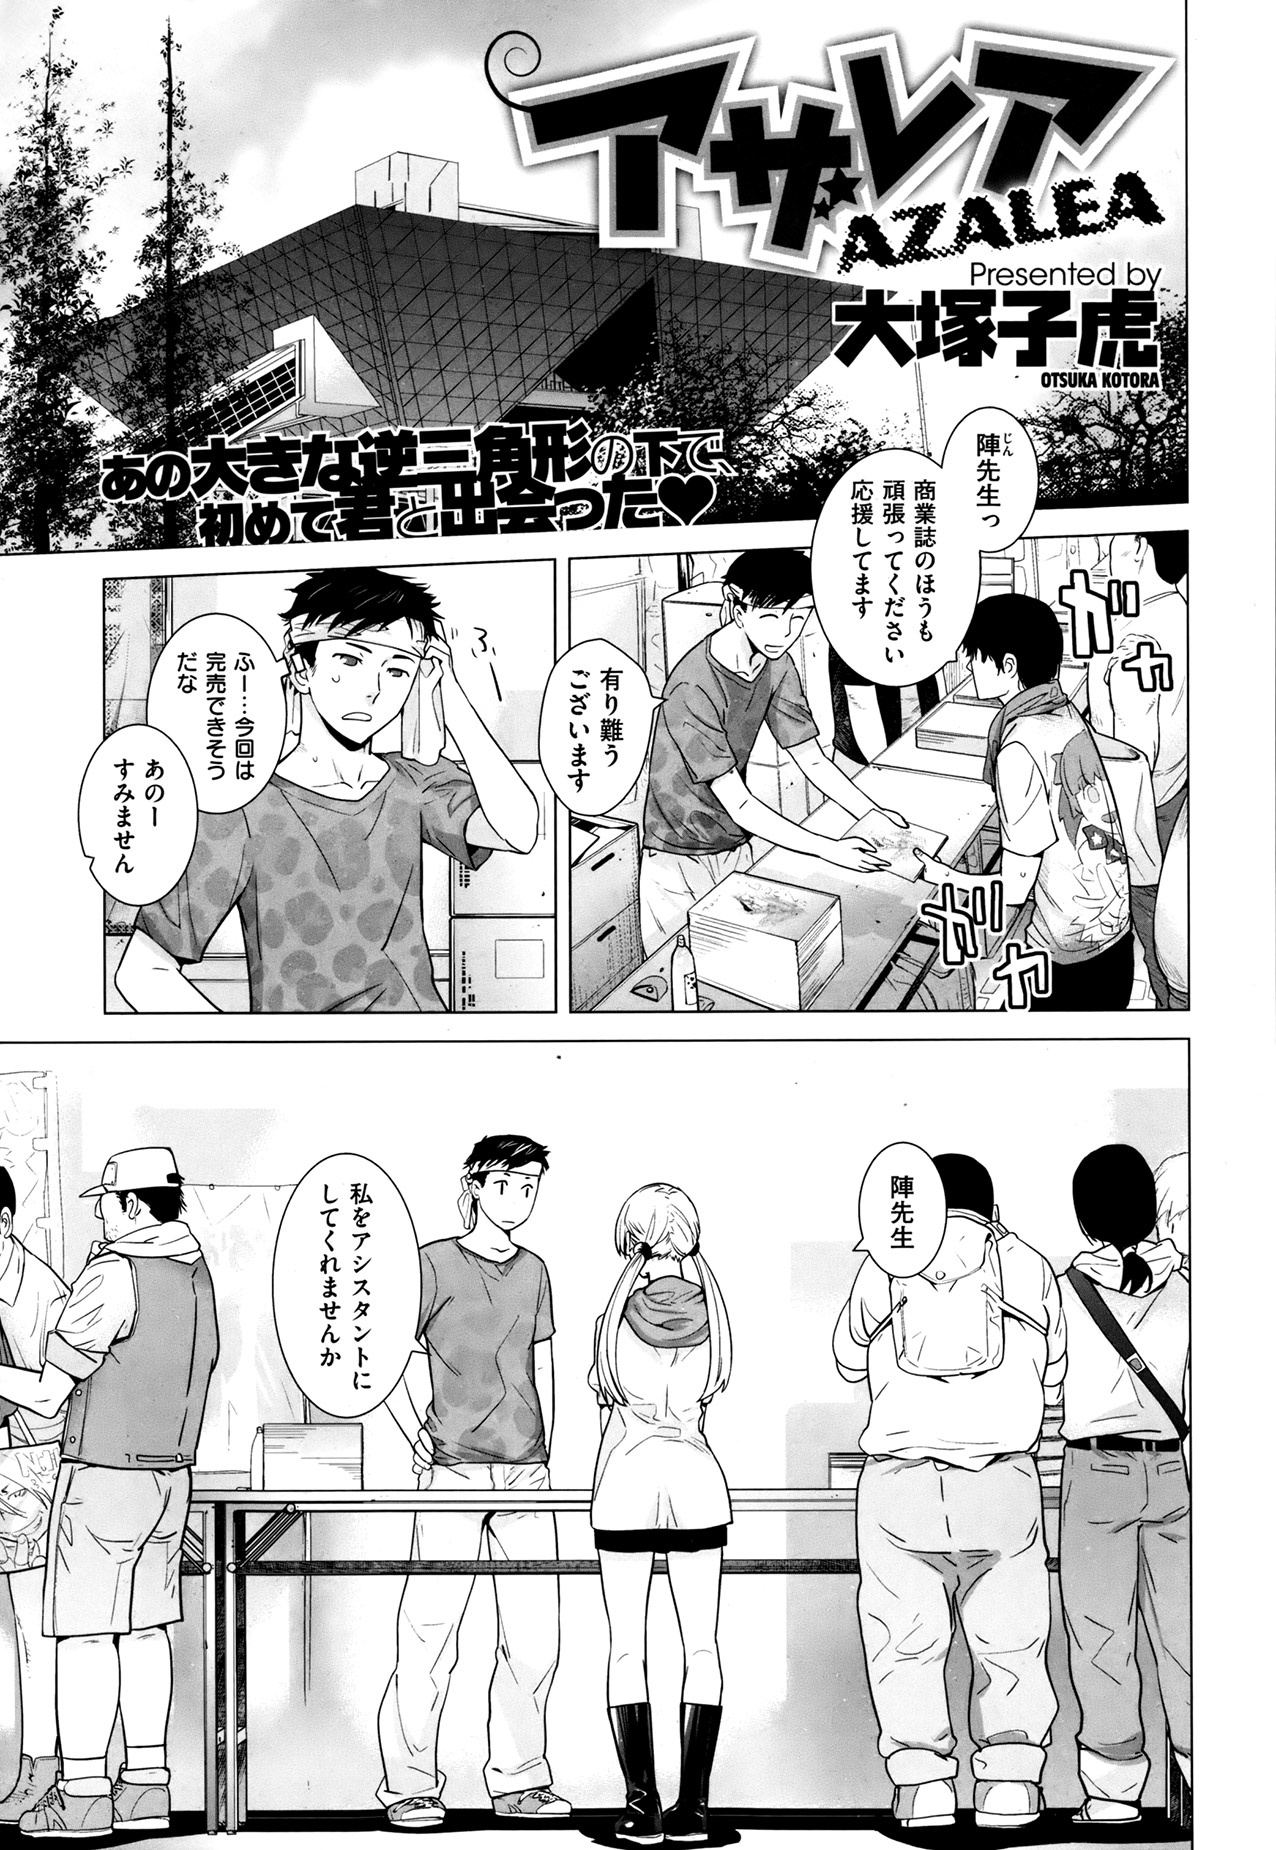 アザレア
AZALEA
Presented by
大塚子虎
OTSUKA KOTORA
あの大きな逆三角形の下で、
初めて君と出会った♥
陣先生っ
じん
商業誌のほうも
頑張ってください
応援してます
ガヤ
有り難う
ございます
ガヤ
ふ
ふー…今回は
完売できそう
だな
あのー
すみません
陣先生
私をアシスタントに
してくれませんか